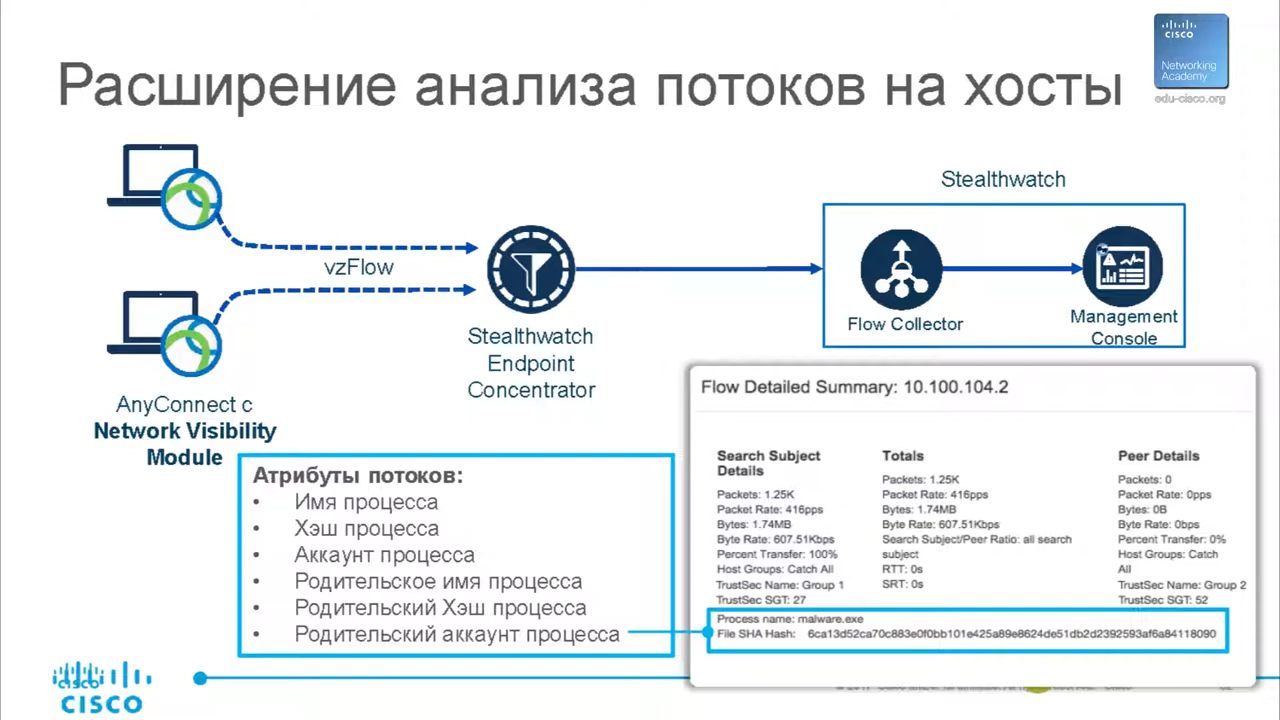 Расширение анализа потоков на хосты
CISCO
Networking
Academy
edu-cisco.org
vzFlow
Stealthwatch
Endpoint
Concentrator
Stealthwatch
Flow Collector
Management
Console
AnyConnect с
Network Visibility
Module
Атрибуты потоков:
• Имя процесса
• Хэш процесса
• Аккаунт процесса
• Родительское имя процесса
• Родительский Хэш процесса
• Родительский аккаунт процесса
Flow Detailed Summary: 10.100.104.2
Search Subject
Details
Packets: 1.25K
Packet Rate: 416pps
Bytes: 1.74MB
Byte Rate: 607.51Kbps
Percent Transfer: 100%
Host Groups: Catch All
TrustSec Name: Group 1
TrustSec SGT: 27
Totals
Packets: 1.25K
Packet Rate: 416pps
Bytes: 1.74MB
Byte Rate: 607.51Kbps
Search Subject/Peer Ratio: all search
subject
RTT: 0s
SRT: 0s
Peer Details
Packets: 0
Packet Rate: 0pps
Bytes: 0B
Byte Rate: 0bps
Percent Transfer: 0%
Host Groups: Catch
All
TrustSec Name: Group 2
TrustSec SGT: 52
Process name: malware.exe
File SHA Hash: 6ca13d52ca70c883e0f0bb101e425a89e8624de51db2d2392593af6a84118090
CISCO
CISCO